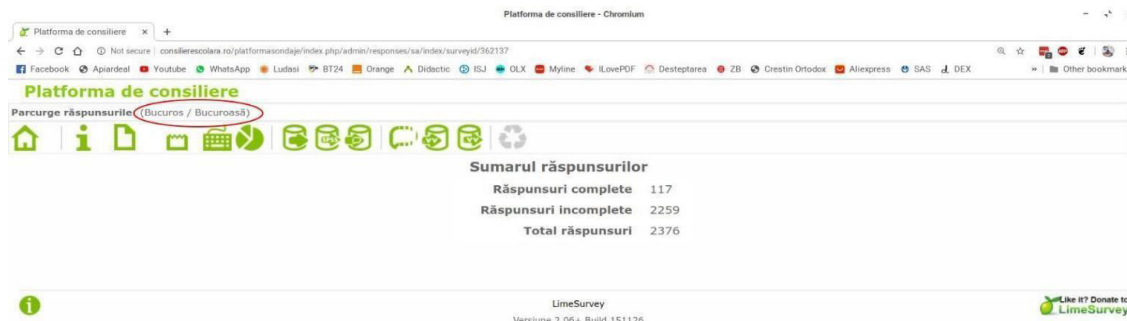 Platforma de consiliere - Chromium
Platforma de consiliere
Not secure | consilierescolara.ro/platformasondaje/index.php/admin/responses/sa/index/surveyid/362137
Facebook Apiardeal Youtube WhatsApp Ludasi BT24 Orange Didactic ISJ OLX Myline ILovePDF Desteptarea ZB Crestin Ortodox Aliexpress SAS DEX » Other bookmark
Platforma de consiliere
Parcurge răspunsurile (Bucuros / Bucuroasă)
Sumarul răspunsurilor
Răspunsuri complete 117
Răspunsuri incomplete 2259
Total răspunsuri 2376
LimeSurvey
Like it? Donate to
LimeSurvey
Versiune 2.06+ Build 151126